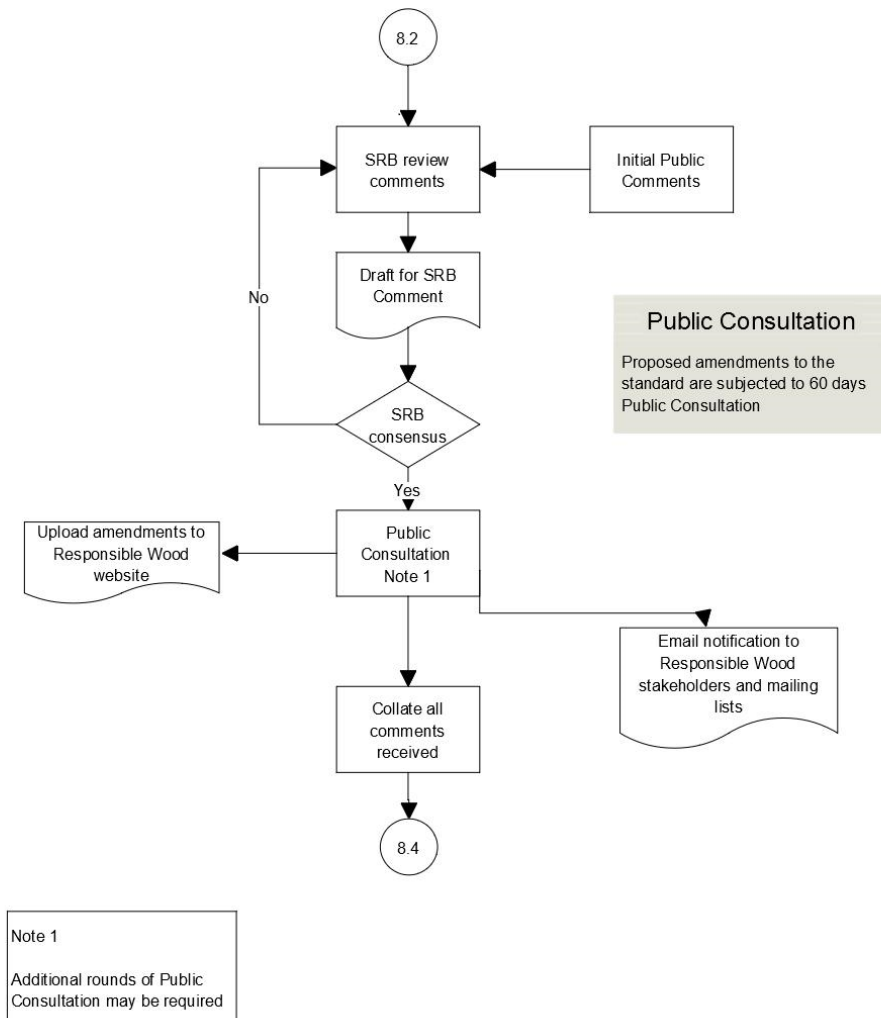 8.2
SRB review
comments
Initial Public
Comments
Draft for SRB
Comment
No
Public Consultation
Proposed amendments to the
standard are subjected to 60 days
Public Consultation
SRB
consensus
Yes
Upload amendments to
Responsible Wood
website
Public
Consultation
Note 1
Email notification to
Responsible Wood
stakeholders and mailing
lists
Collate all
comments
received
8.4
Note 1
Additional rounds of Public
Consultation may be required